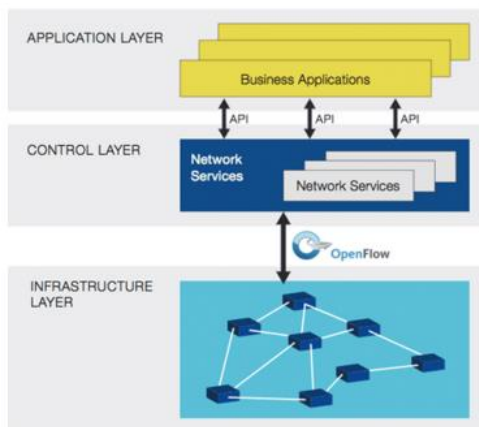 APPLICATION LAYER
Business Applications
API
API
API
CONTROL LAYER
Network
Services
Network Services
OpenFlow
INFRASTRUCTURE
LAYER